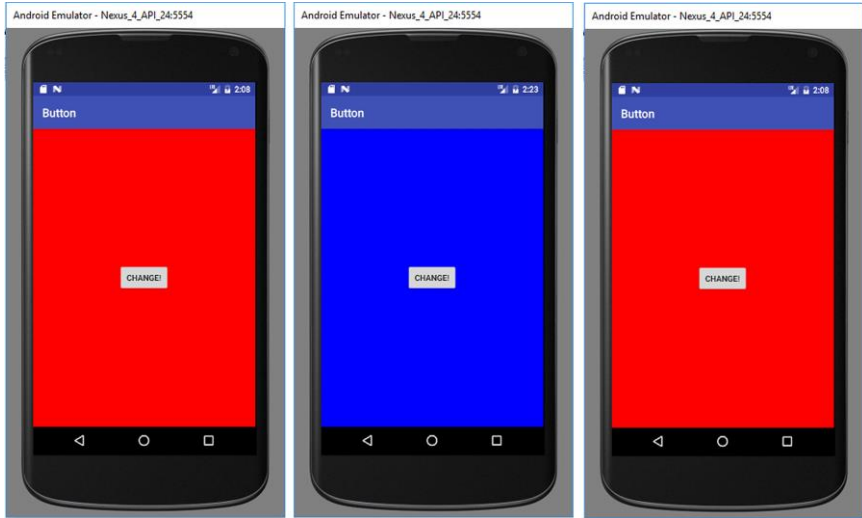 Android Emulator - Nexus_4_API_24:5554
2:08
Button
CHANGE!
Android Emulator - Nexus_4_API_24:5554
2:23
Button
CHANGE!
Android Emulator - Nexus_4_API_24:5554
2:08
Button
CHANGE!